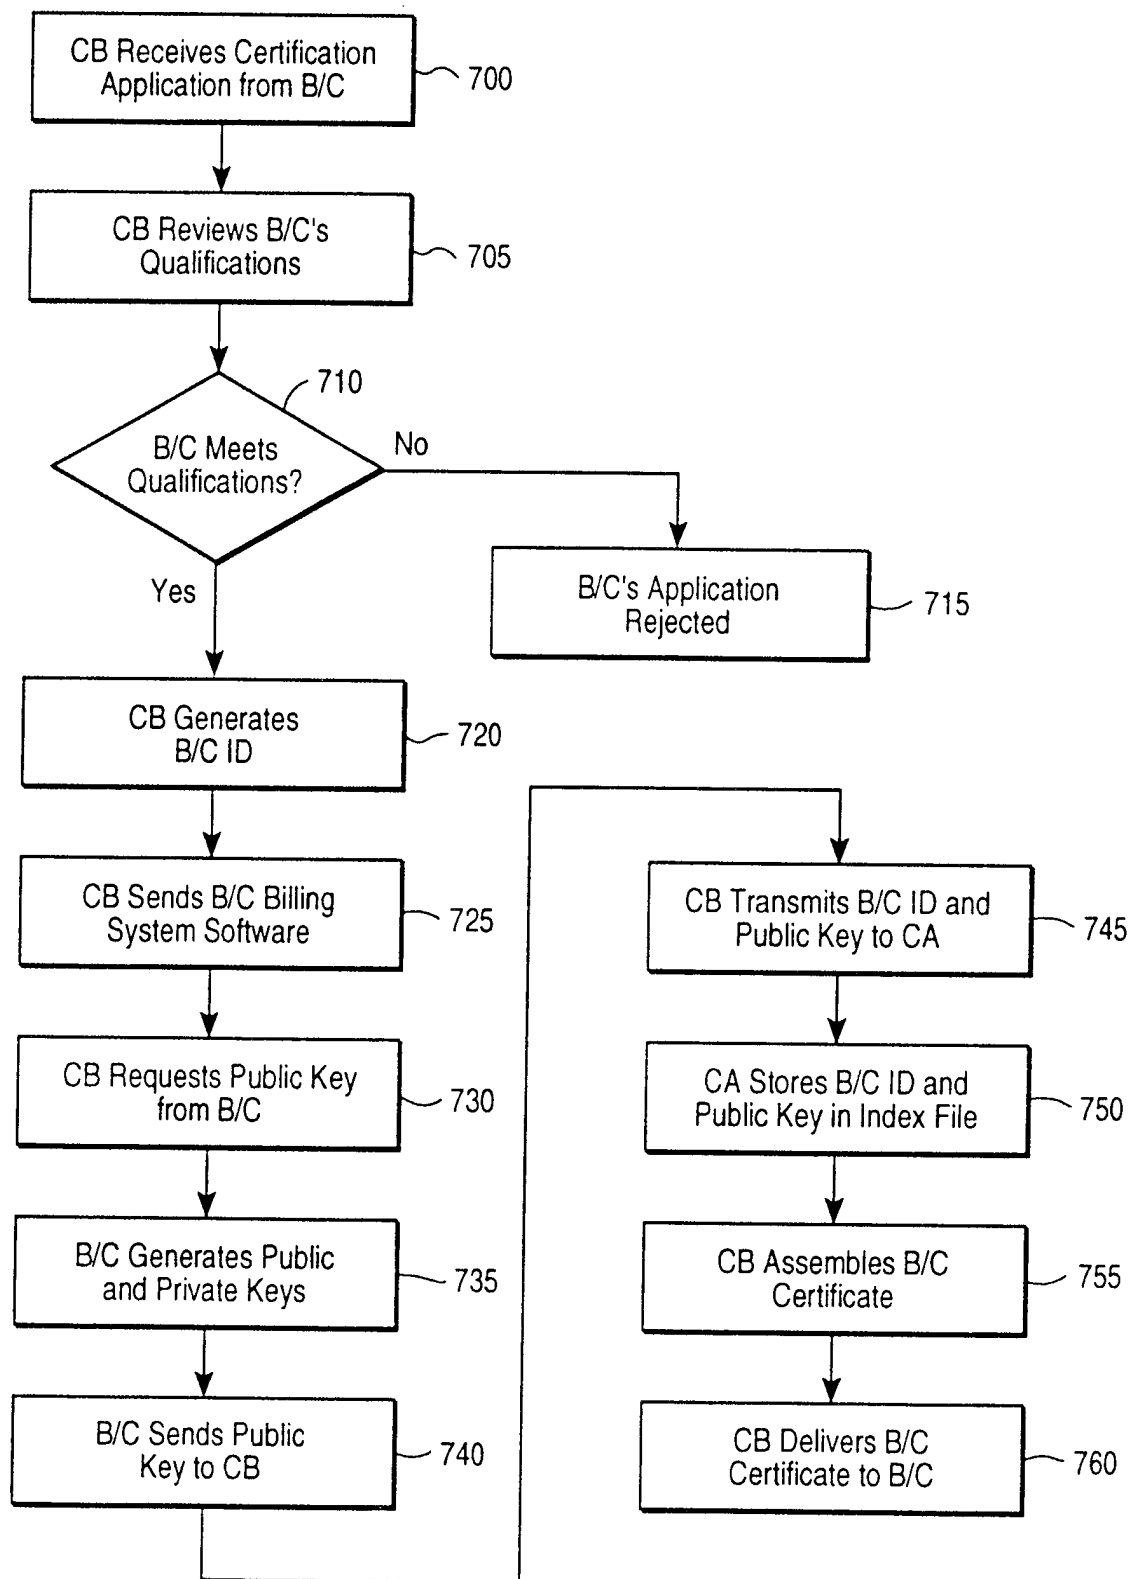 CB Receives Certification
Application from B/C
700
CB Reviews B/C's
Qualifications
705
710
B/C Meets
Qualifications?
No
Yes
B/C's Application
Rejected
715
CB Generates
B/C ID
720
CB Sends B/C Billing
System Software
725
CB Requests Public Key
from B/C
730
B/C Generates Public
and Private Keys
735
B/C Sends Public
Key to CB
740
CB Transmits B/C ID and
Public Key to CA
745
CA Stores B/C ID and
Public Key in Index File
750
CB Assembles B/C
Certificate
755
CB Delivers B/C
Certificate to B/C
760